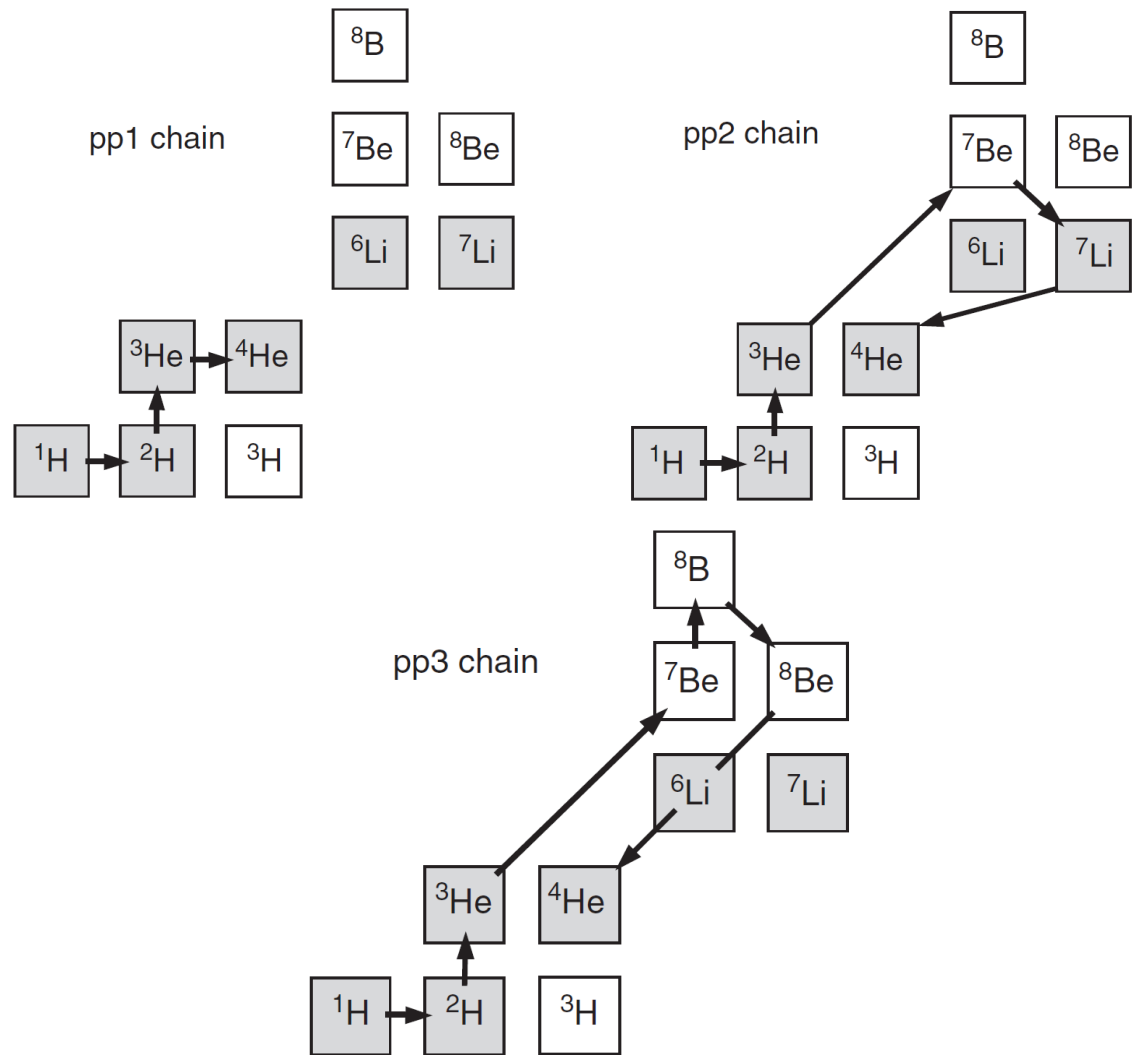 ⁸B
pp1 chain
⁷Be ⁸Be
⁶Li ⁷Li
³He ⁴He
¹H ²H ³H
⁸B
pp2 chain
⁷Be ⁸Be
⁶Li ⁷Li
³He ⁴He
¹H ²H ³H
⁸B
pp3 chain
⁷Be ⁸Be
⁶Li ⁷Li
³He ⁴He
¹H ²H ³H